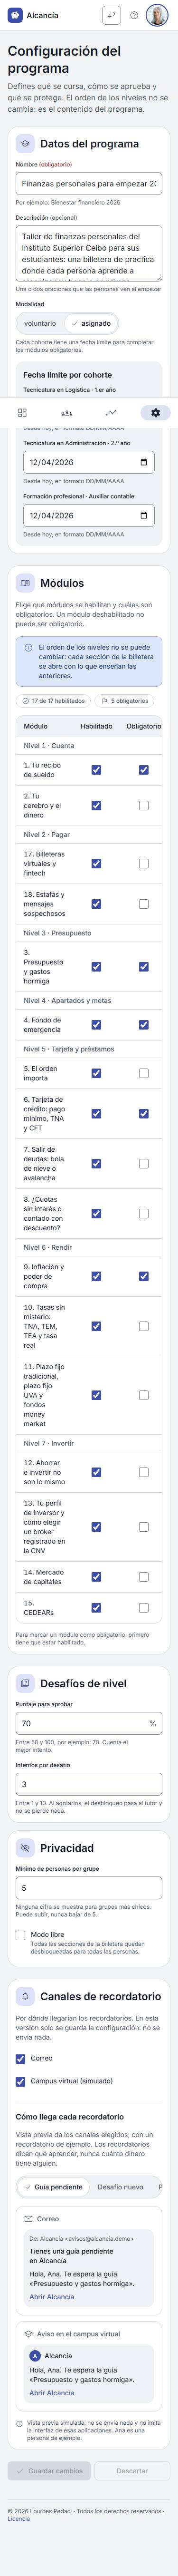 Alcancía
Configuración del
programa
Defines qué se cursa, cómo se aprueba y
qué se protege. El orden de los niveles no se
cambia: es el contenido del programa.
Datos del programa
Nombre (obligatorio)
Finanzas personales para empezar 20
Por ejemplo: Bienestar financiero 2026
Descripción (opcional)
Taller de finanzas personales del
Instituto Superior Ceibo para sus
estudiantes: una billetera de práctica
donde cada persona aprende a
Una o dos oraciones que las personas ven al empezar
Modalidad
voluntario
asignado
Cada cohorte tiene una fecha límite para completar
los módulos obligatorios.
Fecha límite por cohorte
Tecnicatura en Logística · 1.er año
Desde hoy, en formato DD/MM/AAAA
Tecnicatura en Administración · 2.º año
12/04/2026
Desde hoy, en formato DD/MM/AAAA
Formación profesional · Auxiliar contable
12/04/2026
Desde hoy, en formato DD/MM/AAAA
Módulos
Elige qué módulos se habilitan y cuáles son
obligatorios. Un módulo deshabilitado no
puede ser obligatorio.
El orden de los niveles no se puede
cambiar: cada sección de la billetera
se abre con lo que enseñan las
anteriores.
17 de 17 habilitados
5 obligatorios
Módulo Habilitado Obligatorio
Nivel 1 · Cuenta
1. Tu recibo
de sueldo
2. Tu
cerebro y el
dinero
Nivel 2 · Pagar
17. Billeteras
virtuales y
fintech
18. Estafas y
mensajes
sospechosos
Nivel 3 · Presupuesto
3.
Presupuesto
y gastos
hormiga
Nivel 4 · Apartados y metas
4. Fondo de
emergencia
Nivel 5 · Tarjeta y préstamos
5. El orden
importa
6. Tarjeta de
crédito: pago
mínimo, TNA
y CFT
7. Salir de
deudas: bola
de nieve o
avalancha
8. ¿Cuotas
sin interés o
contado con
descuento?
Nivel 6 · Rendir
9. Inflación y
poder de
compra
10. Tasas sin
misterio:
TNA, TEM,
TEA y tasa
real
11. Plazo fijo
tradicional,
plazo fijo
UVA y
fondos
money
market
Nivel 7 · Invertir
12. Ahorrar
e invertir no
son lo mismo
13. Tu perfil
de inversor y
cómo elegir
un bróker
registrado en
la CNV
14. Mercado
de capitales
15.
CEDEARs
Para marcar un módulo como obligatorio, primero
tiene que estar habilitado.
Desafíos de nivel
Puntaje para aprobar
70 %
Entre 50 y 100, por ejemplo: 70. Cuenta el
mejor intento.
Intentos por desafío
3
Entre 1 y 10. Al agotarlos, el desbloqueo pasa al tutor y
no se pierde nada.
Privacidad
Mínimo de personas por grupo
5
Ninguna cifra se muestra para grupos más chicos.
Puede subir, nunca bajar de 5.
Modo libre
Todas las secciones de la billetera quedan
desbloqueadas para todas las personas.
Canales de recordatorio
Por dónde llegarían los recordatorios. En esta
versión solo se guarda la configuración: no se
envía nada.
Correo
Campus virtual (simulado)
Cómo llega cada recordatorio
Vista previa de los canales elegidos, con un
recordatorio de ejemplo. Los recordatorios
dicen qué aprender, nunca cuánto dinero
tiene alguien.
Guía pendiente
Desafío nuevo
P
Correo
De: Alcancía <avisos@alcancia.demo>
Tienes una guía pendiente
en Alcancía
Hola, Ana. Te espera la guía
«Presupuesto y gastos hormiga».
Abrir Alcancía
Aviso en el campus virtual
A Alcancía
Hola, Ana. Te espera la guía
«Presupuesto y gastos hormiga».
Abrir Alcancía
Vista previa simulada: no se envía nada y no imita
la interfaz de esas aplicaciones. Ana es una
persona de ejemplo.
Guardar cambios
Descartar
© 2026 Lourdes Pedaci · Todos los derechos reservados ·
Licencia